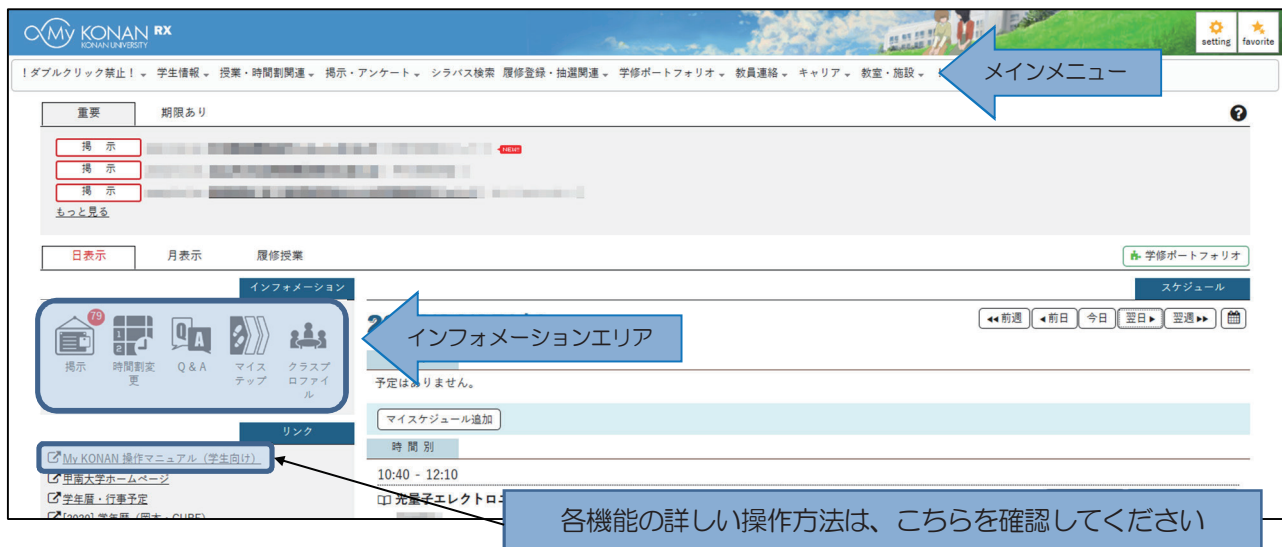 My KONAN RX
KONAN UNIVERSITY
setting favorite
!ダブルクリック禁止! 学生情報 授業・時間割関連 掲示・アンケート シラバス検索 履修登録・抽選関連 学修ポートフォリオ 教員連絡 キャリア 教室・施設
メインメニュー
重要 期限あり
掲 示
NEW!!
掲 示
掲 示
もっと見る
日表示 月表示 履修授業
学修ポートフォリオ
インフォメーション
スケジュール
前週 前日 今日 翌日 翌週
79
掲示 時間割変更 Q & A マイステップ クラスプロファイル
インフォメーションエリア
予定はありません。
マイスケジュール追加
リンク
時 間 別
My KONAN 操作マニュアル(学生向け)
甲南大学ホームページ
学年暦・行事予定
10:40 - 12:10
光量子エレクトロ
各機能の詳しい操作方法は、こちらを確認してください